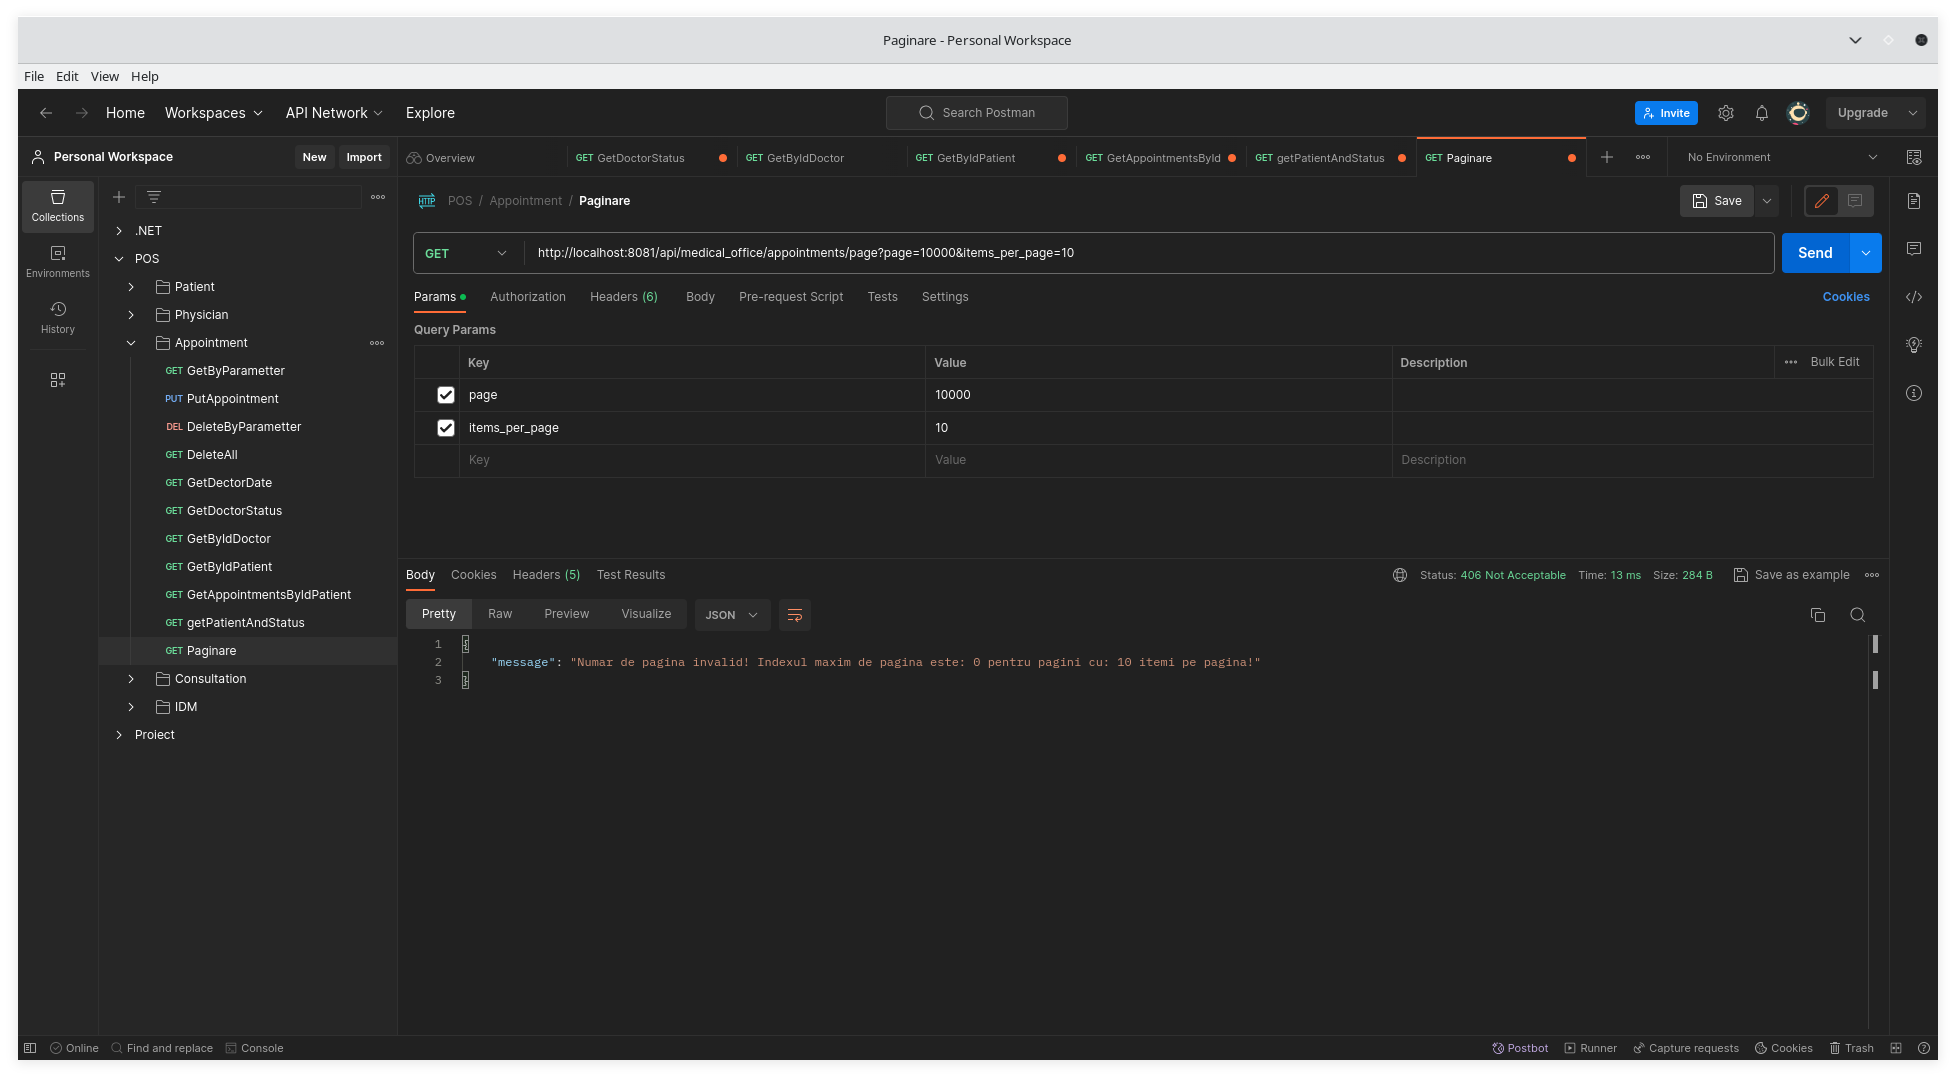 Paginare - Personal Workspace
File Edit View Help
Home Workspaces API Network Explore Search Postman Invite Upgrade
Personal Workspace New Import
Overview GET GetDoctorStatus GET GetByIdDoctor GET GetByIdPatient GET GetAppointmentsById GET getPatientAndStatus GET Paginare No Environment
Collections
Environments
History
.NET
POS
Patient
Physician
Appointment
GET GetByParametter
PUT PutAppointment
DEL DeleteByParametter
GET DeleteAll
GET GetDectorDate
GET GetDoctorStatus
GET GetByIdDoctor
GET GetByIdPatient
GET GetAppointmentsByIdPatient
GET getPatientAndStatus
GET Paginare
Consultation
IDM
Proiect
HTTP POS / Appointment / Paginare Save
GET http://localhost:8081/api/medical_office/appointments/page?page=10000&items_per_page=10 Send
Params Authorization Headers (6) Body Pre-request Script Tests Settings Cookies
Query Params
Key Value Description Bulk Edit
page 10000
items_per_page 10
Key Value Description
Body Cookies Headers (5) Test Results Status: 406 Not Acceptable Time: 13 ms Size: 284 B Save as example
Pretty Raw Preview Visualize JSON
1 {
2 "message": "Numar de pagina invalid! Indexul maxim de pagina este: 0 pentru pagini cu: 10 itemi pe pagina!"
3 }
Online Find and replace Console Postbot Runner Capture requests Cookies Trash